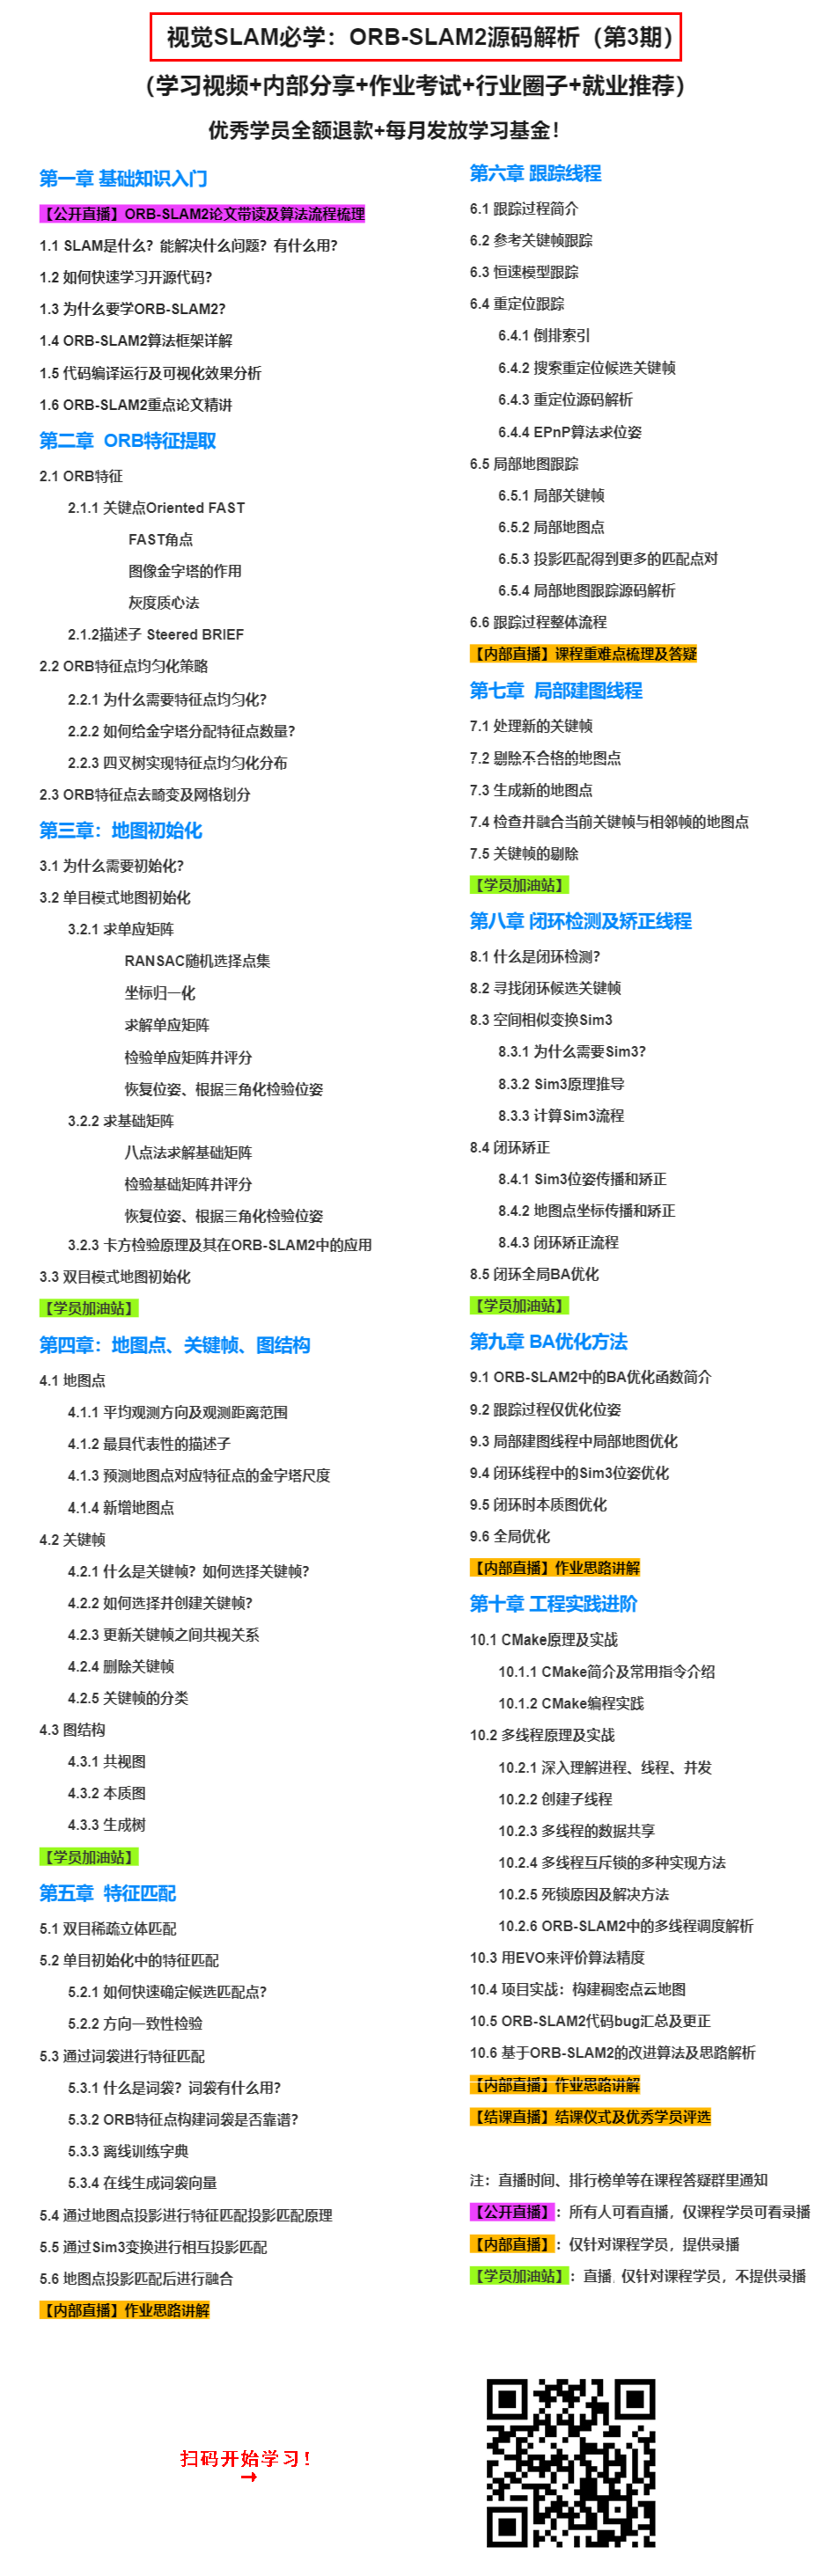 视觉SLAM必学：ORB-SLAM2源码解析（第3期）
（学习视频+内部分享+作业考试+行业圈子+就业推荐）
优秀学员全额退款+每月发放学习基金！
第一章 基础知识入门
【公开直播】ORB-SLAM2论文带读及算法流程梳理
1.1 SLAM是什么？能解决什么问题？有什么用？
1.2 如何快速学习开源代码？
1.3 为什么要学ORB-SLAM2？
1.4 ORB-SLAM2算法框架详解
1.5 代码编译运行及可视化效果分析
1.6 ORB-SLAM2重点论文精讲
第二章 ORB特征提取
2.1 ORB特征
2.1.1 关键点Oriented FAST
FAST角点
图像金字塔的作用
灰度质心法
2.1.2描述子 Steered BRIEF
2.2 ORB特征点均匀化策略
2.2.1 为什么需要特征点均匀化？
2.2.2 如何给金字塔分配特征点数量？
2.2.3 四叉树实现特征点均匀化分布
2.3 ORB特征点去畸变及网格划分
第三章：地图初始化
3.1 为什么需要初始化？
3.2 单目模式地图初始化
3.2.1 求单应矩阵
RANSAC随机选择点集
坐标归一化
求解单应矩阵
检验单应矩阵并评分
恢复位姿、根据三角化检验位姿
3.2.2 求基础矩阵
八点法求解基础矩阵
检验基础矩阵并评分
恢复位姿、根据三角化检验位姿
3.2.3 卡方检验原理及其在ORB-SLAM2中的应用
3.3 双目模式地图初始化
【学员加油站】
第四章：地图点、关键帧、图结构
4.1 地图点
4.1.1 平均观测方向及观测距离范围
4.1.2 最具代表性的描述子
4.1.3 预测地图点对应特征点的金字塔尺度
4.1.4 新增地图点
4.2 关键帧
4.2.1 什么是关键帧？如何选择关键帧？
4.2.2 如何选择并创建关键帧？
4.2.3 更新关键帧之间共视关系
4.2.4 删除关键帧
4.2.5 关键帧的分类
4.3 图结构
4.3.1 共视图
4.3.2 本质图
4.3.3 生成树
【学员加油站】
第五章 特征匹配
5.1 双目稀疏立体匹配
5.2 单目初始化中的特征匹配
5.2.1 如何快速确定候选匹配点？
5.2.2 方向一致性检验
5.3 通过词袋进行特征匹配
5.3.1 什么是词袋？词袋有什么用？
5.3.2 ORB特征点构建词袋是否靠谱？
5.3.3 离线训练字典
5.3.4 在线生成词袋向量
5.4 通过地图点投影进行特征匹配投影匹配原理
5.5 通过Sim3变换进行相互投影匹配
5.6 地图点投影匹配后进行融合
【内部直播】作业思路讲解
第六章 跟踪线程
6.1 跟踪过程简介
6.2 参考关键帧跟踪
6.3 恒速模型跟踪
6.4 重定位跟踪
6.4.1 倒排索引
6.4.2 搜索重定位候选关键帧
6.4.3 重定位源码解析
6.4.4 EPnP算法求位姿
6.5 局部地图跟踪
6.5.1 局部关键帧
6.5.2 局部地图点
6.5.3 投影匹配得到更多的匹配点对
6.5.4 局部地图跟踪源码解析
6.6 跟踪过程整体流程
【内部直播】课程重难点梳理及答疑
第七章 局部建图线程
7.1 处理新的关键帧
7.2 剔除不合格的地图点
7.3 生成新的地图点
7.4 检查并融合当前关键帧与相邻帧的地图点
7.5 关键帧的剔除
【学员加油站】
第八章 闭环检测及矫正线程
8.1 什么是闭环检测？
8.2 寻找闭环候选关键帧
8.3 空间相似变换Sim3
8.3.1 为什么需要Sim3？
8.3.2 Sim3原理推导
8.3.3 计算Sim3流程
8.4 闭环矫正
8.4.1 Sim3位姿传播和矫正
8.4.2 地图点坐标传播和矫正
8.4.3 闭环矫正流程
8.5 闭环全局BA优化
【学员加油站】
第九章 BA优化方法
9.1 ORB-SLAM2中的BA优化函数简介
9.2 跟踪过程仅优化位姿
9.3 局部建图线程中局部地图优化
9.4 闭环线程中的Sim3位姿优化
9.5 闭环时本质图优化
9.6 全局优化
【内部直播】作业思路讲解
第十章 工程实践进阶
10.1 CMake原理及实战
10.1.1 CMake简介及常用指令介绍
10.1.2 CMake编程实践
10.2 多线程原理及实战
10.2.1 深入理解进程、线程、并发
10.2.2 创建子线程
10.2.3 多线程的数据共享
10.2.4 多线程互斥锁的多种实现方法
10.2.5 死锁原因及解决方法
10.2.6 ORB-SLAM2中的多线程调度解析
10.3 用EVO来评价算法精度
10.4 项目实战：构建稠密点云地图
10.5 ORB-SLAM2代码bug汇总及更正
10.6 基于ORB-SLAM2的改进算法及思路解析
【内部直播】作业思路讲解
【结课直播】结课仪式及优秀学员评选
注：直播时间、排行榜单等在课程答疑群里通知
【公开直播】：所有人可看直播，仅课程学员可看录播
【内部直播】：仅针对课程学员，提供录播
【学员加油站】：直播，仅针对课程学员，不提供录播
扫码开始学习！
→